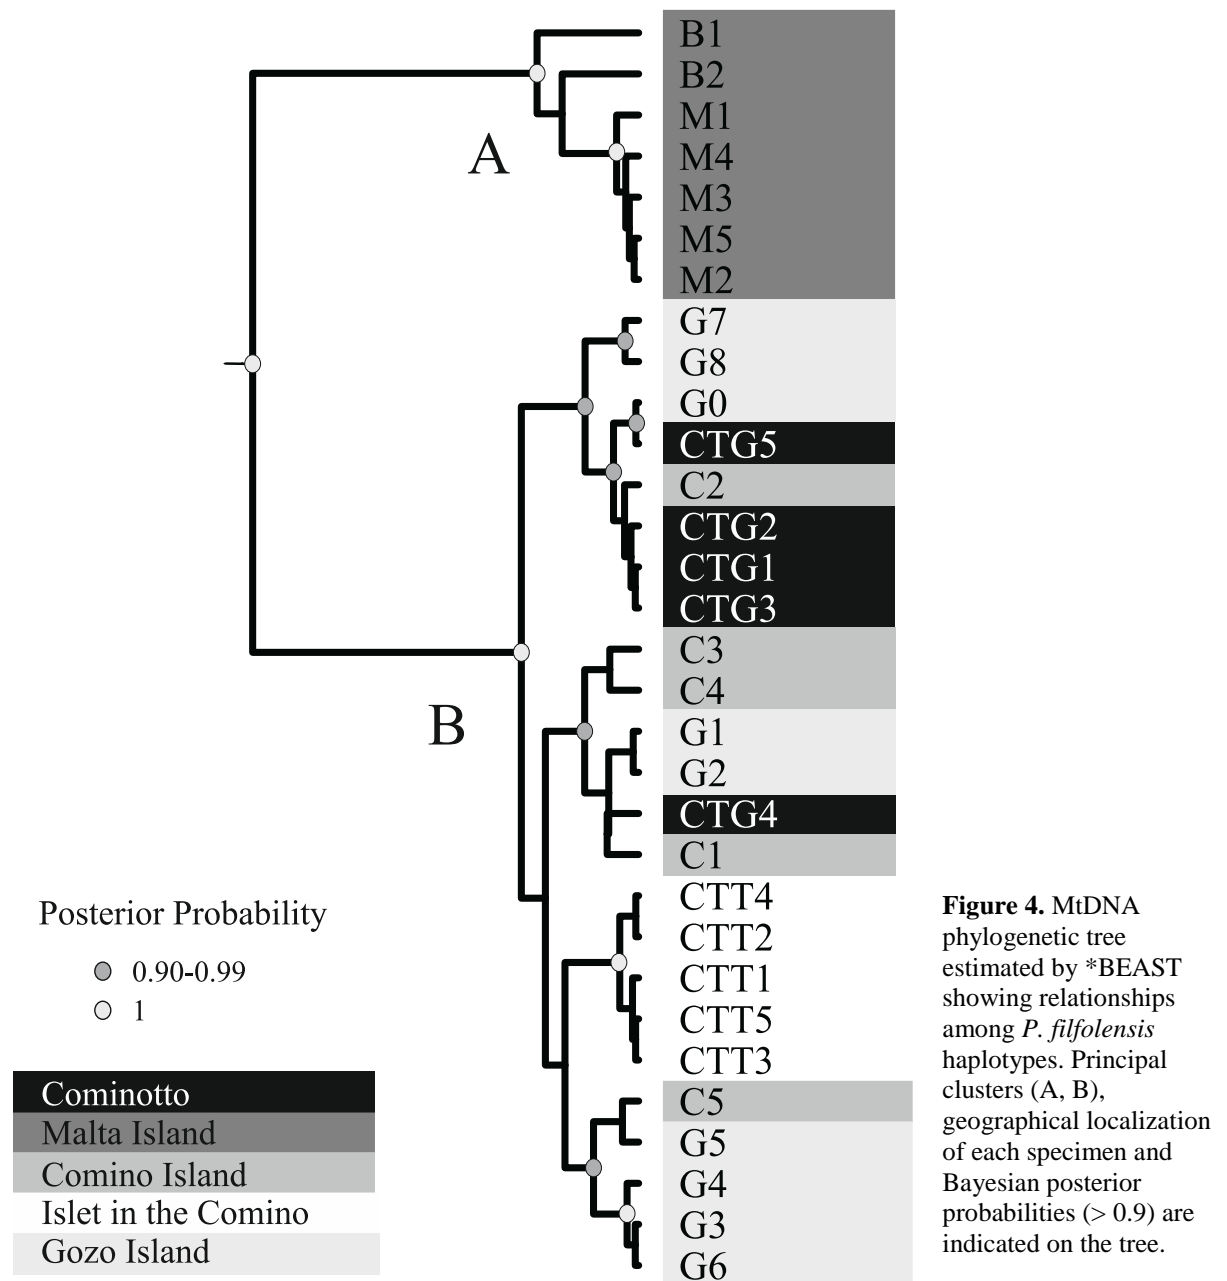 B1
B2
M1
M4
M3
M5
M2
G7
G8
G0
CTG5
C2
CTG2
CTG1
CTG3
C3
C4
G1
G2
CTG4
C1
CTT4
CTT2
CTT1
CTT5
CTT3
C5
G5
G4
G3
G6
A
B
Posterior Probability
0.90-0.99
1
Cominotto
Malta Island
Comino Island
Islet in the Comino
Gozo Island
Figure 4. MtDNA
phylogenetic tree
estimated by *BEAST
showing relationships
among P. filfolensis
haplotypes. Principal
clusters (A, B),
geographical localization
of each specimen and
Bayesian posterior
probabilities (> 0.9) are
indicated on the tree.